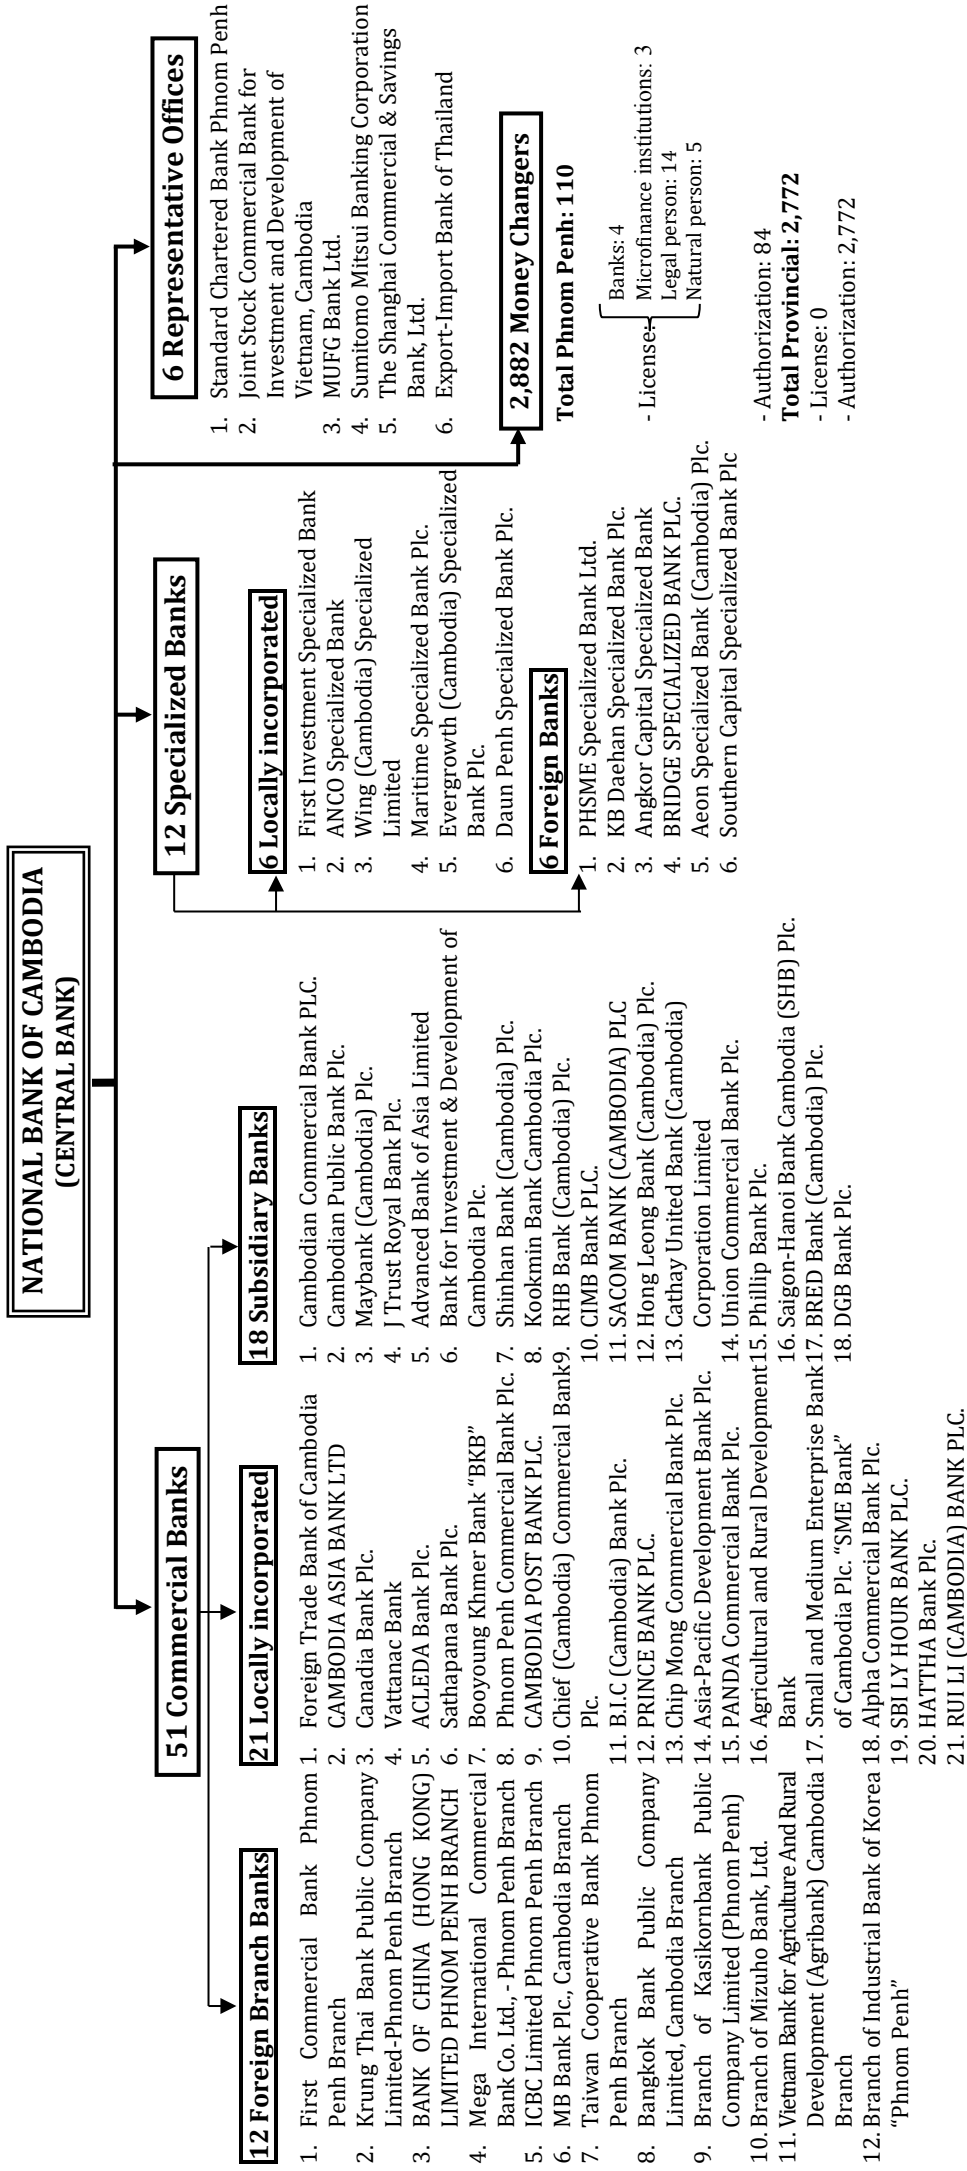 NATIONAL BANK OF CAMBODIA
(CENTRAL BANK)
51 Commercial Banks
12 Foreign Branch Banks
1. First Commercial Bank Phnom
Penh Branch
2. Krung Thai Bank Public Company
Limited-Phnom Penh Branch
3. BANK OF CHINA (HONG KONG)
LIMITED PHNOM PENH BRANCH
4. Mega International Commercial
Bank Co. Ltd., - Phnom Penh Branch
5. ICBC Limited Phnom Penh Branch
6. MB Bank Plc., Cambodia Branch
7. Taiwan Cooperative Bank Phnom
Penh Branch
8. Bangkok Bank Public Company
Limited, Cambodia Branch
9. Branch of Kasikornbank Public
Company Limited (Phnom Penh)
10. Branch of Mizuho Bank, Ltd.
11. Vietnam Bank for Agriculture And Rural
Development (Agribank) Cambodia
Branch
12. Branch of Industrial Bank of Korea
“Phnom Penh”
21 Locally incorporated
1. Foreign Trade Bank of Cambodia
2. CAMBODIA ASIA BANK LTD
3. Canadia Bank Plc.
4. Vattanac Bank
5. ACLEDA Bank Plc.
6. Sathapana Bank Plc.
7. Booyoung Khmer Bank “BKB”
8. Phnom Penh Commercial Bank Plc.
9. CAMBODIA POST BANK PLC.
10. Chief (Cambodia) Commercial Bank
Plc.
11. B.I.C (Cambodia) Bank Plc.
12. PRINCE BANK PLC.
13. Chip Mong Commercial Bank Plc.
14. Asia-Pacific Development Bank Plc.
15. PANDA Commercial Bank Plc.
16. Agricultural and Rural Development
Bank
17. Small and Medium Enterprise Bank
of Cambodia Plc. “SME Bank”
18. Alpha Commercial Bank Plc.
19. SBI LY HOUR BANK PLC.
20. HATTHA Bank Plc.
21. RUI LI (CAMBODIA) BANK PLC.
18 Subsidiary Banks
1. Cambodian Commercial Bank PLC.
2. Cambodian Public Bank Plc.
3. Maybank (Cambodia) Plc.
4. J Trust Royal Bank Plc.
5. Advanced Bank of Asia Limited
6. Bank for Investment & Development of
Cambodia Plc.
7. Shinhan Bank (Cambodia) Plc.
8. Kookmin Bank Cambodia Plc.
9. RHB Bank (Cambodia) Plc.
10. CIMB Bank PLC.
11. SACOM BANK (CAMBODIA) PLC
12. Hong Leong Bank (Cambodia) Plc.
13. Cathay United Bank (Cambodia)
Corporation Limited
14. Union Commercial Bank Plc.
15. Phillip Bank Plc.
16. Saigon-Hanoi Bank Cambodia (SHB) Plc.
17. BRED Bank (Cambodia) Plc.
18. DGB Bank Plc.
12 Specialized Banks
6 Locally incorporated
1. First Investment Specialized Bank
2. ANCO Specialized Bank
3. Wing (Cambodia) Specialized
Limited
4. Maritime Specialized Bank Plc.
5. Evergrowth (Cambodia) Specialized
Bank Plc.
6. Daun Penh Specialized Bank Plc.
6 Foreign Banks
1. PHSME Specialized Bank Ltd.
2. KB Daehan Specialized Bank Plc.
3. Angkor Capital Specialized Bank
4. BRIDGE SPECIALIZED BANK PLC.
5. Aeon Specialized Bank (Cambodia) Plc.
6. Southern Capital Specialized Bank Plc
6 Representative Offices
1. Standard Chartered Bank Phnom Penh
2. Joint Stock Commercial Bank for
Investment and Development of
Vietnam, Cambodia
3. MUFG Bank Ltd.
4. Sumitomo Mitsui Banking Corporation
5. The Shanghai Commercial & Savings
Bank, Ltd.
6. Export-Import Bank of Thailand
2,882 Money Changers
Total Phnom Penh: 110
- License:
Banks: 4
Microfinance institutions: 3
Legal person: 14
Natural person: 5
- Authorization: 84
Total Provincial: 2,772
- License: 0
- Authorization: 2,772